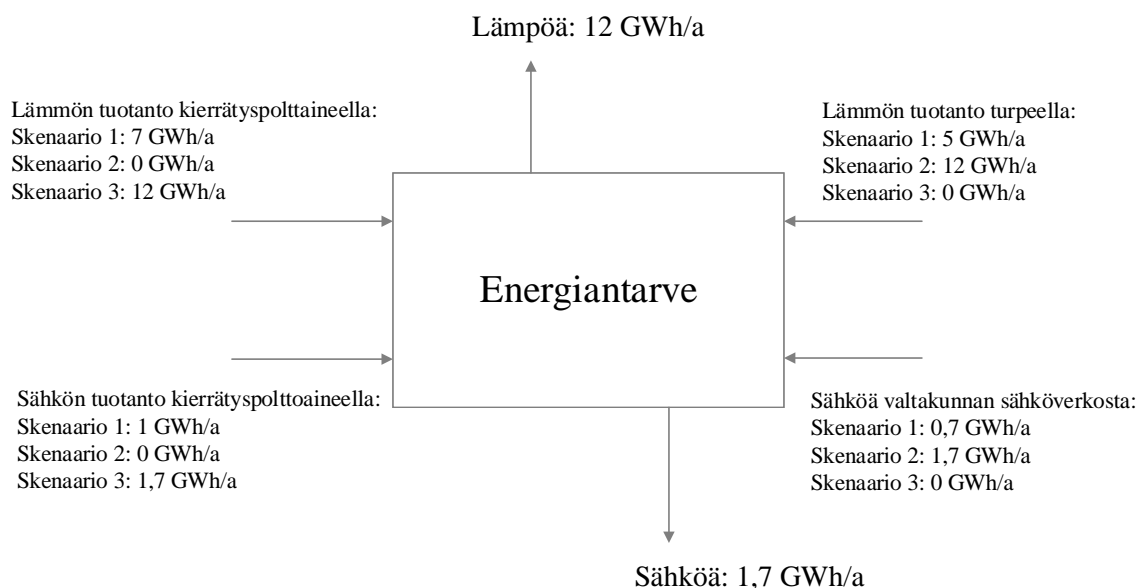 Lämpöä: 12 GWh/a
Lämmön tuotanto kierrätyspolttaineella:
Skenaario 1: 7 GWh/a
Skenaario 2: 0 GWh/a
Skenaario 3: 12 GWh/a
Lämmön tuotanto turpeella:
Skenaario 1: 5 GWh/a
Skenaario 2: 12 GWh/a
Skenaario 3: 0 GWh/a
Energiantarve
Sähkön tuotanto kierrätyspolttoaineella:
Skenaario 1: 1 GWh/a
Skenaario 2: 0 GWh/a
Skenaario 3: 1,7 GWh/a
Sähköä valtakunnan sähköverkosta:
Skenaario 1: 0,7 GWh/a
Skenaario 2: 1,7 GWh/a
Skenaario 3: 0 GWh/a
Sähköä: 1,7 GWh/a